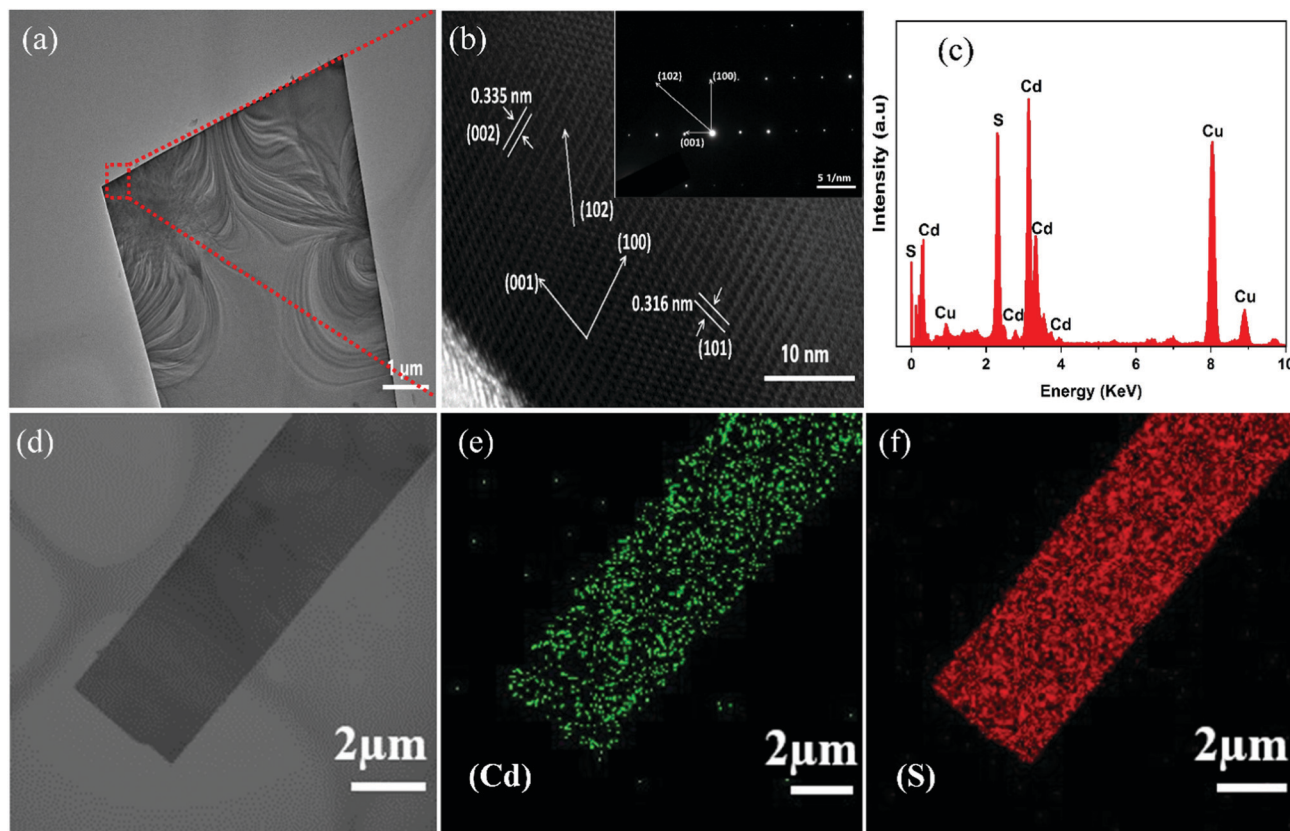 (a)
1 μm
(b)
0.335 nm
(002)
(102)
(100)
(001)
0.316 nm
(101)
10 nm
(102)
(100)
(001)
5 1/nm
(c)
Intensity (a.u)
S
Cd
Cu
S
Cd
Cd
Cd
Cd
Cu
Cu
0 2 4 6 8 10
Energy (KeV)
(d)
2μm
(e)
2μm
(Cd)
(f)
2μm
(S)